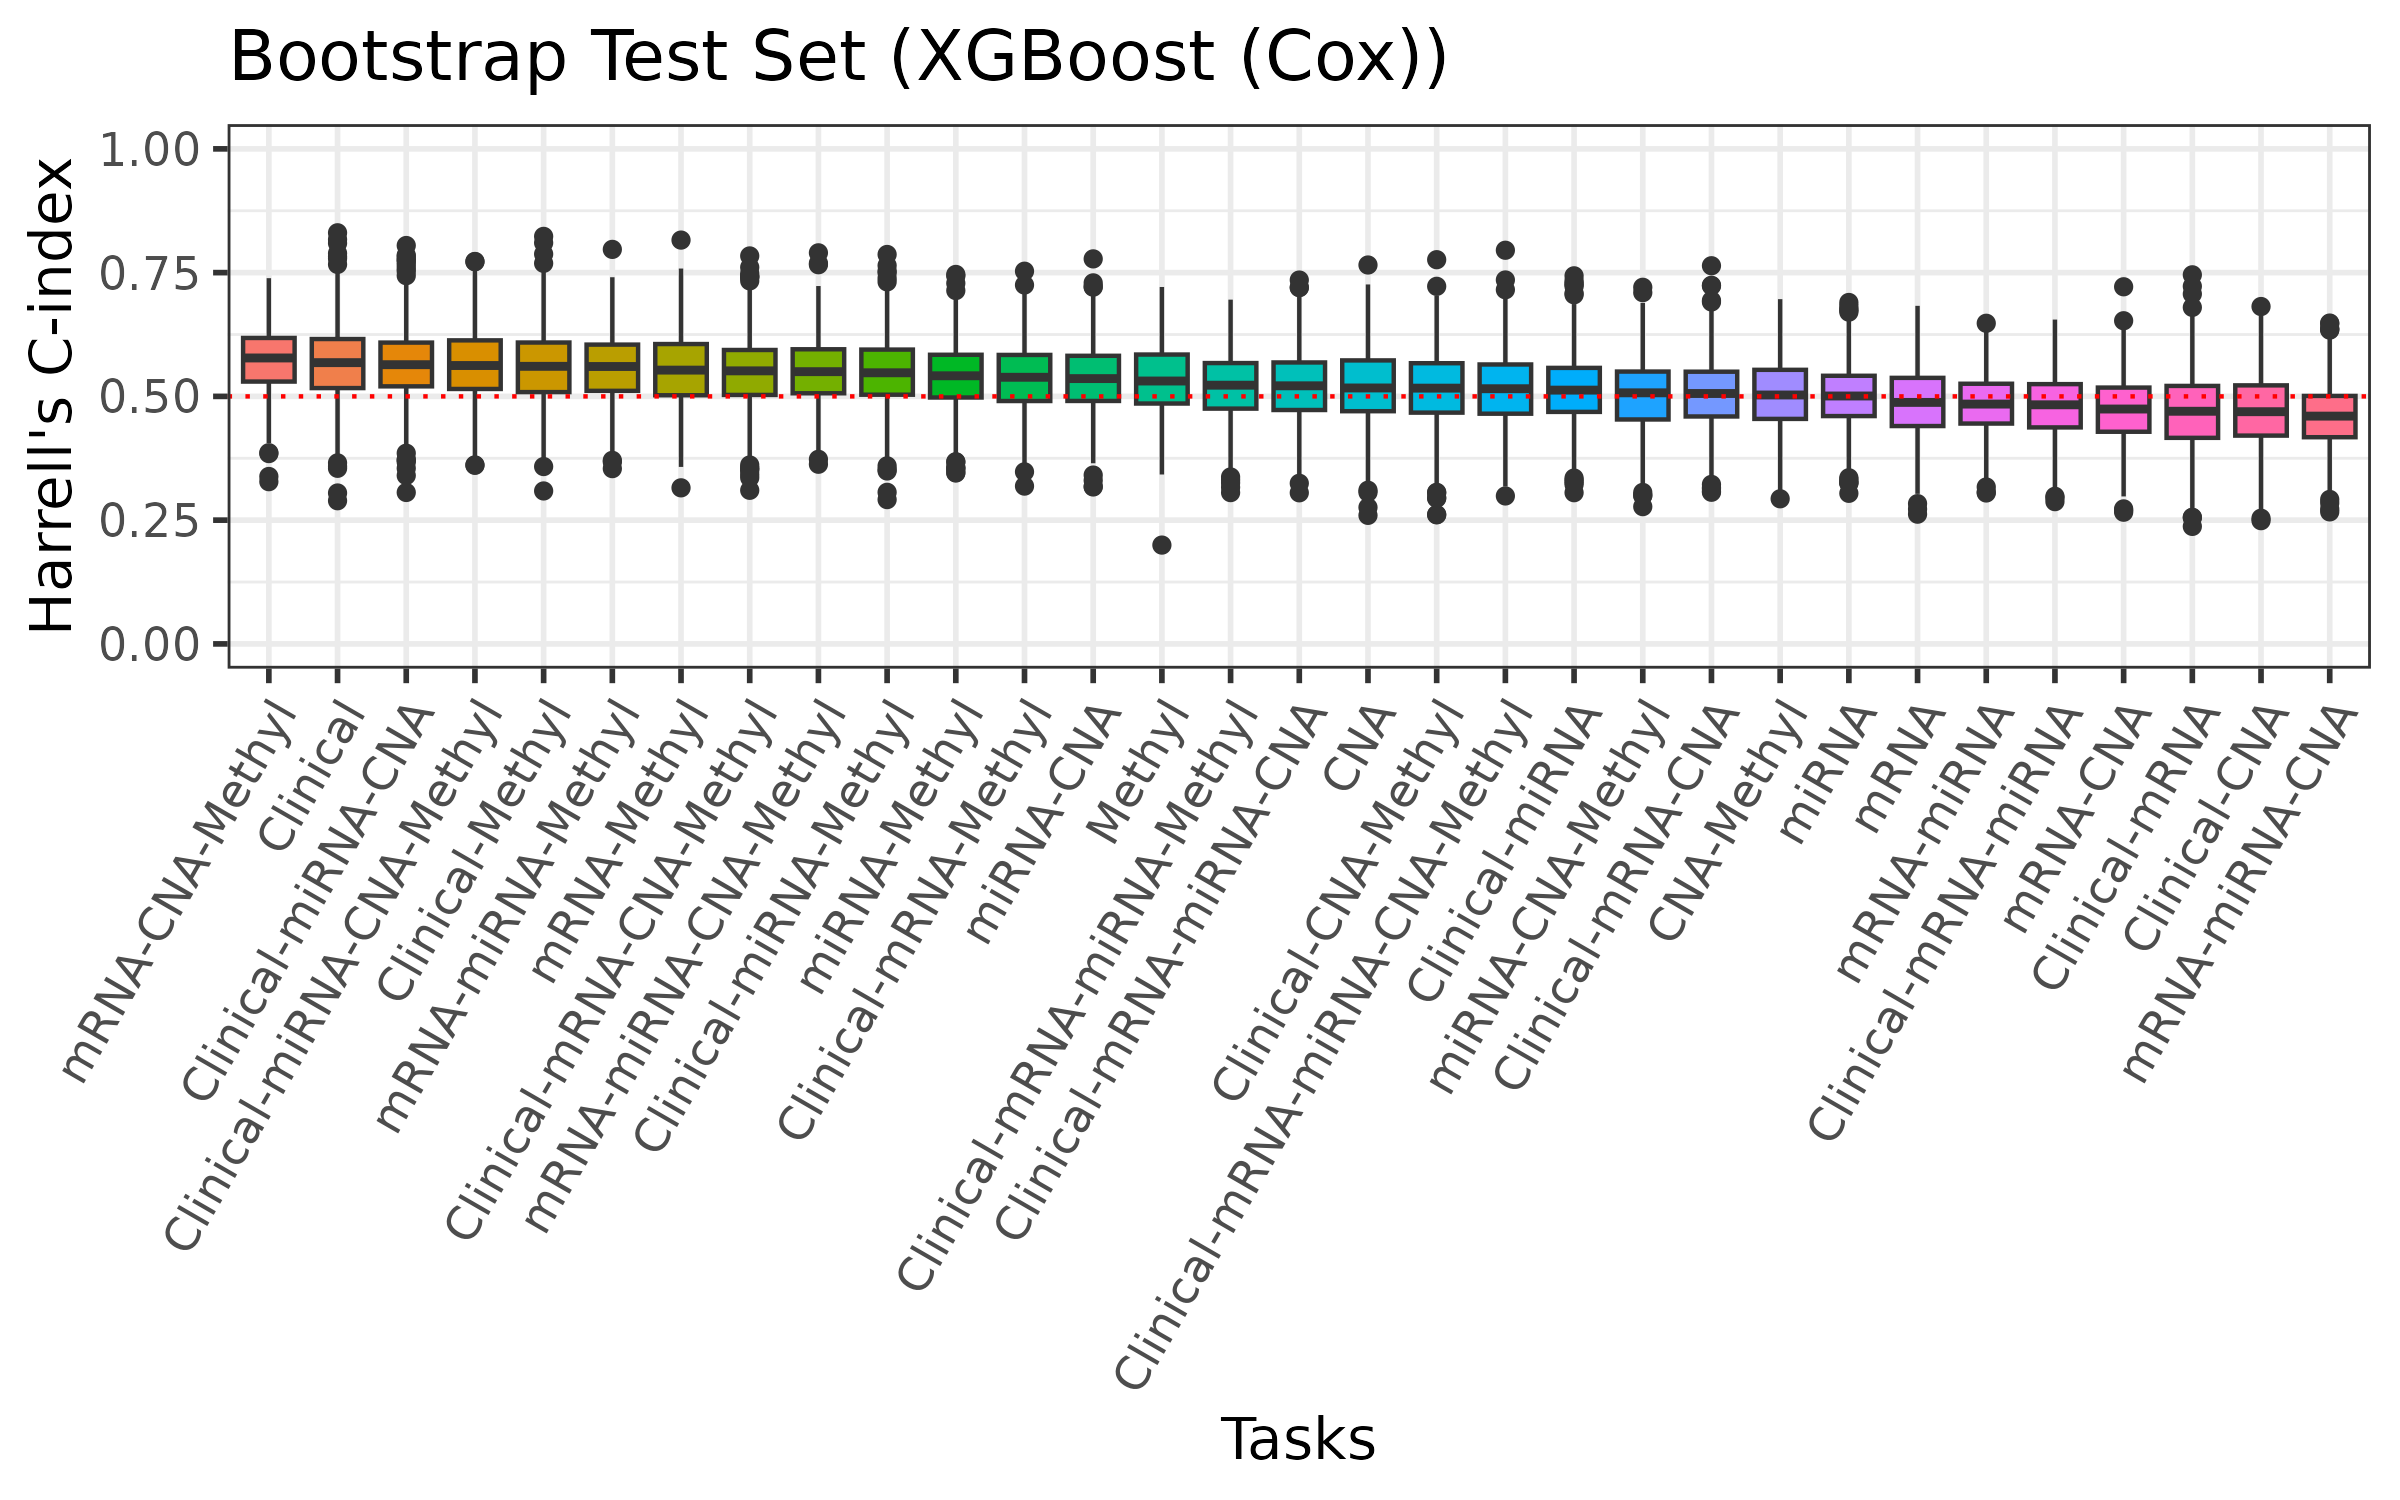 Bootstrap Test Set (XGBoost (Cox))
Harrell's C-index
1.00
0.75
0.50
0.25
0.00
mRNA-CNA-Methyl
Clinical
Clinical-miRNA-CNA
Clinical-miRNA-CNA-Methyl
Clinical-Methyl
mRNA-miRNA-Methyl
mRNA-Methyl
Clinical-mRNA-CNA-Methyl
mRNA-miRNA-CNA-Methyl
Clinical-miRNA-Methyl
miRNA-Methyl
Clinical-mRNA-Methyl
miRNA-CNA
Methyl
Clinical-mRNA-miRNA-Methyl
Clinical-mRNA-miRNA-CNA
CNA
Clinical-CNA-Methyl
Clinical-mRNA-miRNA-CNA-Methyl
Clinical-miRNA
miRNA-CNA-Methyl
Clinical-mRNA-CNA
CNA-Methyl
miRNA
mRNA
mRNA-miRNA
Clinical-mRNA-miRNA
mRNA-CNA
Clinical-mRNA
Clinical-CNA
mRNA-miRNA-CNA
Tasks